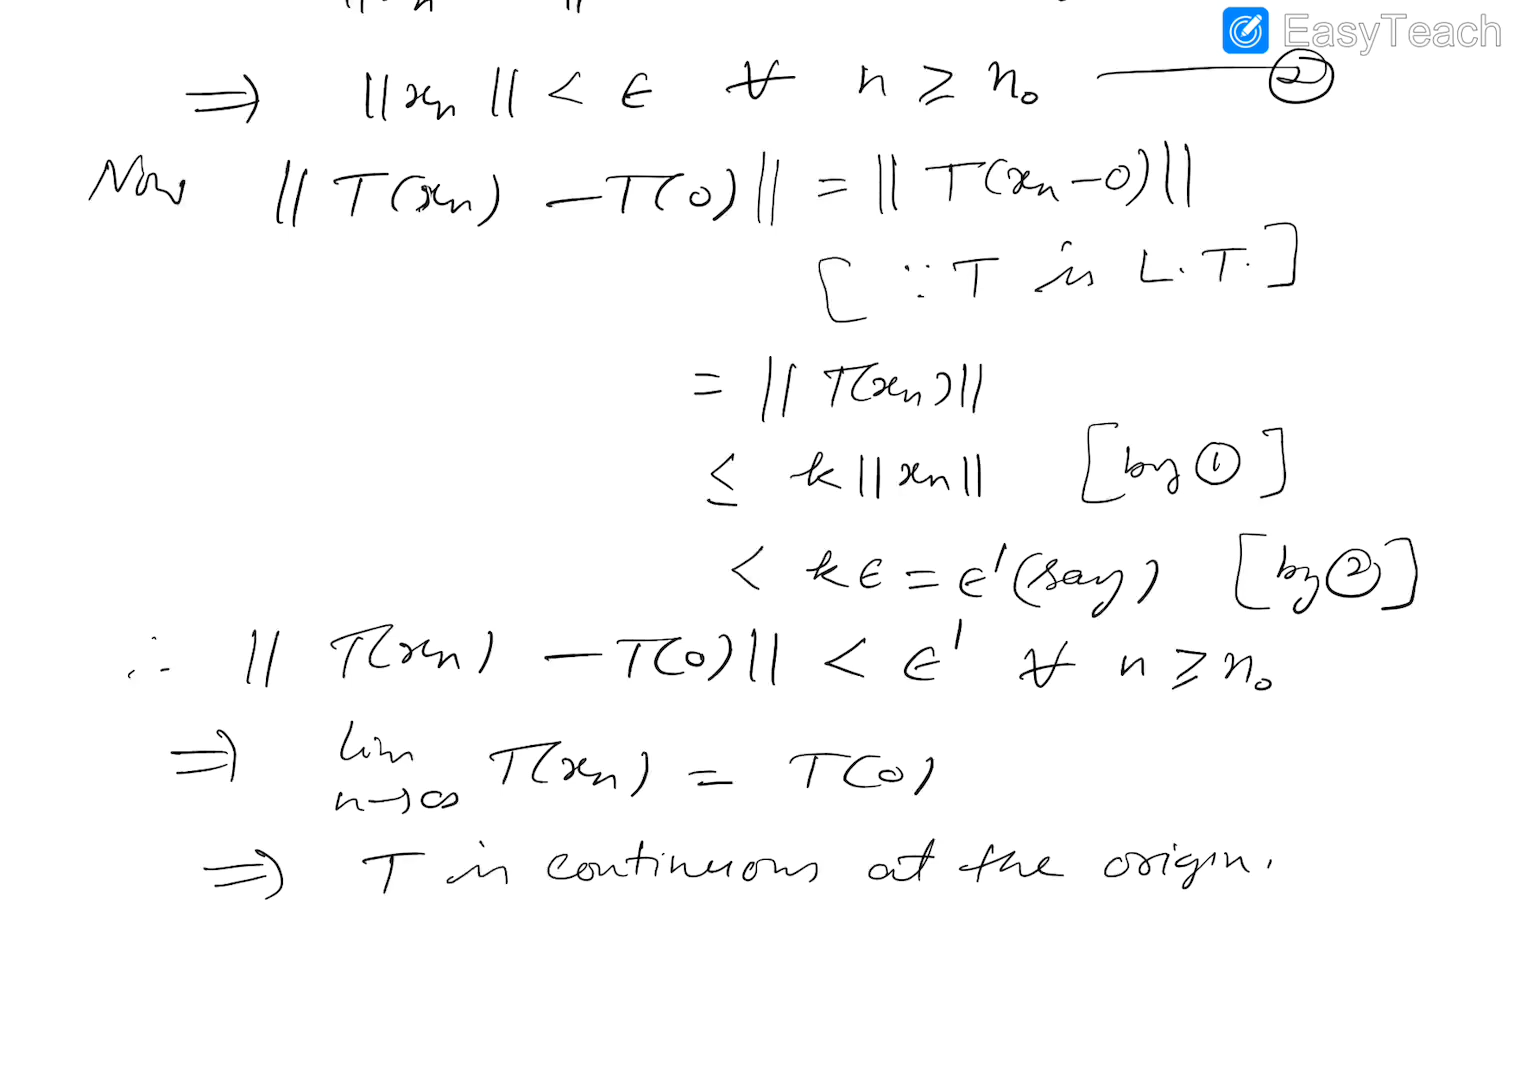 EasyTeach
⇒ ||xn|| < ϵ ∀ n ≥ n₀ ——— ②
Now ||T(xn) – T(0)|| = ||T(xn–0)||
[∵ T is L.T.]
= ||T(xn)||
≤ k||xn|| [by ①]
< kϵ = ϵ'(say) [by ②]
∴ ||T(xn) – T(0)|| < ϵ' ∀ n ≥ n₀
⇒ lim n→∞ T(xn) = T(0)
⇒ T is continuous at the origin.